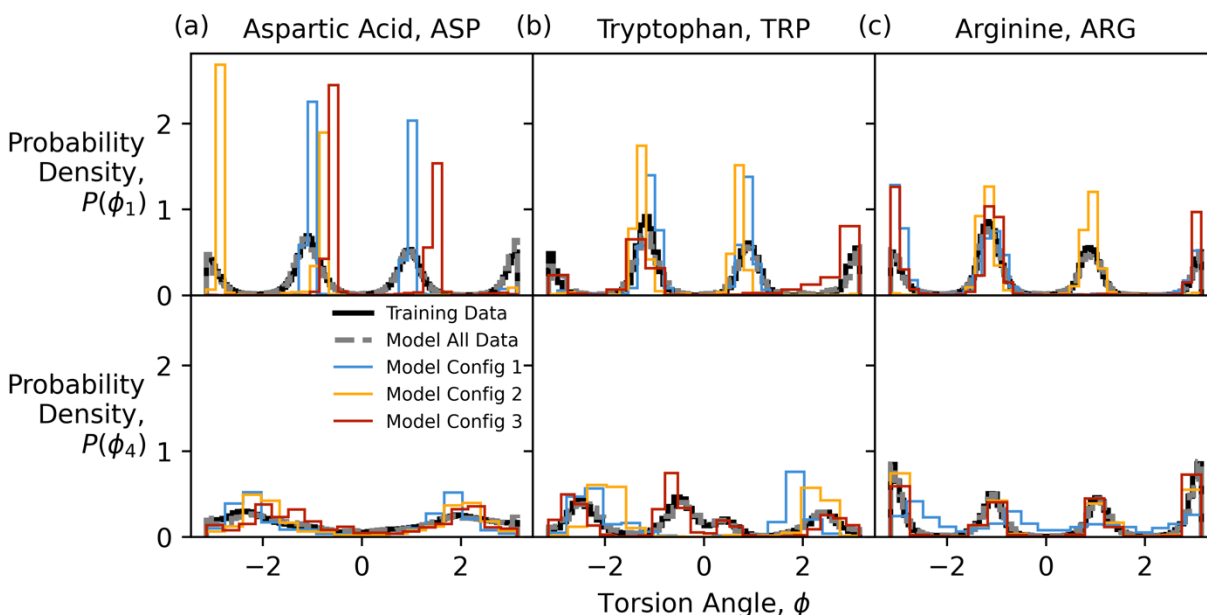 (a) Aspartic Acid, ASP
(b) Tryptophan, TRP
(c) Arginine, ARG
Probability
Density,
P(ϕ₁)
2
1
0
Training Data
Model All Data
Model Config 1
Model Config 2
Model Config 3
Probability
Density,
P(ϕ₄)
2
1
0
−2 0 2
−2 0 2
−2 0 2
Torsion Angle, ϕ